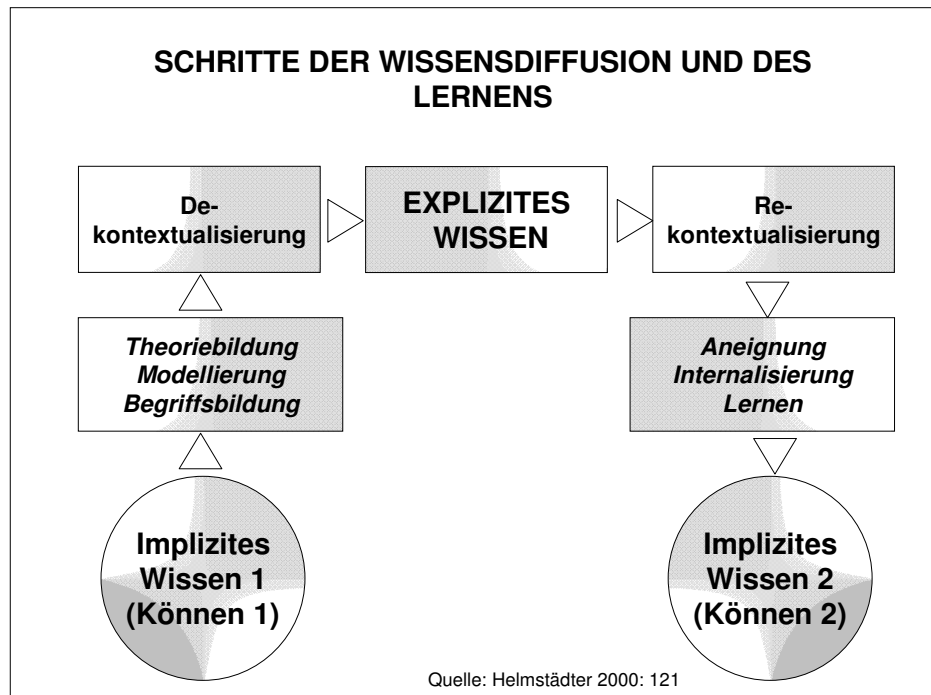 SCHRITTE DER WISSENSDIFFUSION UND DES
LERNENS
De-
kontextualisierung
EXPLIZITES
WISSEN
Re-
kontextualisierung
Theoriebildung
Modellierung
Begriffsbildung
Aneignung
Internalisierung
Lernen
Implizites
Wissen 1
(Können 1)
Implizites
Wissen 2
(Können 2)
Quelle: Helmstädter 2000: 121